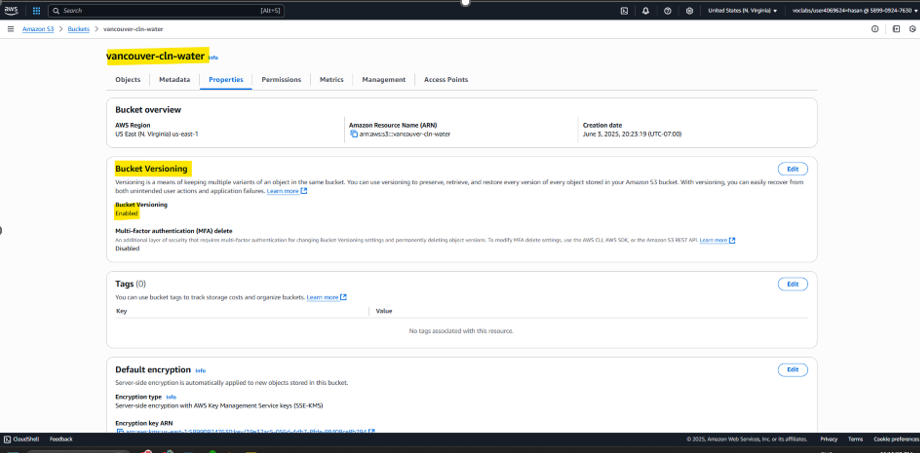 aws
Search [Alt+S] United States (N. Virginia) voclabs/user4069624=hasan @ 5899-0924-7630
Amazon S3 > Buckets > vancouver-cln-water
vancouver-cln-water Info
Objects Metadata Properties Permissions Metrics Management Access Points
Bucket overview
AWS Region
US East (N. Virginia) us-east-1
Amazon Resource Name (ARN)
arn:aws:s3:::vancouver-cln-water
Creation date
June 3, 2025, 20:23:19 (UTC-07:00)
Bucket Versioning
Edit
Versioning is a means of keeping multiple variants of an object in the same bucket. You can use versioning to preserve, retrieve, and restore every version of every object stored in your Amazon S3 bucket. With versioning, you can easily recover from
both unintended user actions and application failures. Learn more
Bucket Versioning
Enabled
Multi-factor authentication (MFA) delete
An additional layer of security that requires multi-factor authentication for changing Bucket Versioning settings and permanently deleting object versions. To modify MFA delete settings, use the AWS CLI, AWS SDK, or the Amazon S3 REST API. Learn more
Disabled
Tags (0)
Edit
You can use bucket tags to track storage costs and organize buckets. Learn more
Key Value
No tags associated with this resource.
Default encryption Info
Edit
Server-side encryption is automatically applied to new objects stored in this bucket.
Encryption type Info
Server-side encryption with AWS Key Management Service keys (SSE-KMS)
Encryption key ARN
CloudShell Feedback © 2025, Amazon Web Services, Inc. or its affiliates. Privacy Terms Cookie preferences